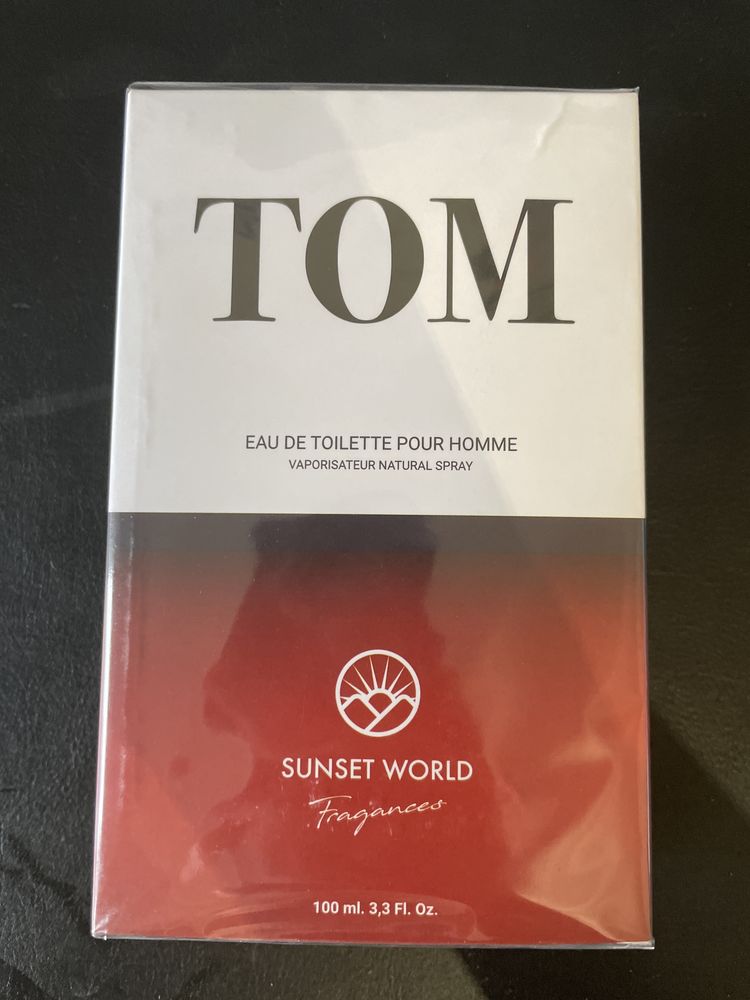 TOM
EAU DE TOILETTE POUR HOMME
VAPORISATEUR NATURAL SPRAY
SUNSET WORLD
Fragances
100 ml. 3,3 Fl. Oz.